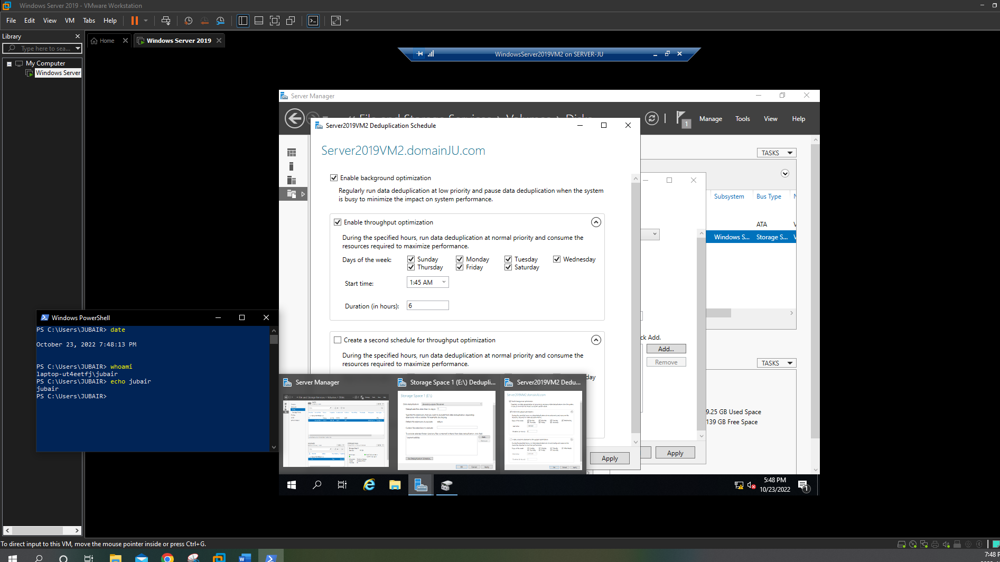 Windows Server 2019 - VMware Workstation
File Edit View VM Tabs Help
Library
Type here to sea...
My Computer
Windows Server
Home
Windows Server 2019
WindowsServer2019VM2 on SERVER-JU
Server Manager
Manage Tools View Help
1
TASKS
Subsystem Bus Type
ATA
Windows S... Storage S...
Server2019VM2 Deduplication Schedule
Server2019VM2.domainJU.com
Enable background optimization
Regularly run data deduplication at low priority and pause data deduplication when the system
is busy to minimize the impact on system performance.
Enable throughput optimization
During the specified hours, run data deduplication at normal priority and consume the
resources required to maximize performance.
Days of the week: Sunday Monday Tuesday Wednesday
Thursday Friday Saturday
Start time: 1:45 AM
Duration (in hours): 6
Create a second schedule for throughput optimization
During the specified hours, run data deduplication at normal priority and consume the
resources required to maximize performance.
Apply
ck Add.
Add...
Remove
Apply
TASKS
9.25 GB Used Space
139 GB Free Space
Windows PowerShell
PS C:\Users\JUBAIR> date
October 23, 2022 7:48:13 PM
PS C:\Users\JUBAIR> whoami
laptop-ut4eetfj\jubair
PS C:\Users\JUBAIR> echo jubair
jubair
PS C:\Users\JUBAIR>
Server Manager
Storage Space 1 (E:\) Dedupli...
Server2019VM2 Dedu...
Storage Space 1 (E:\)
5:48 PM
10/23/2022
1
To direct input to this VM, move the mouse pointer inside or press Ctrl+G.
7:48 P